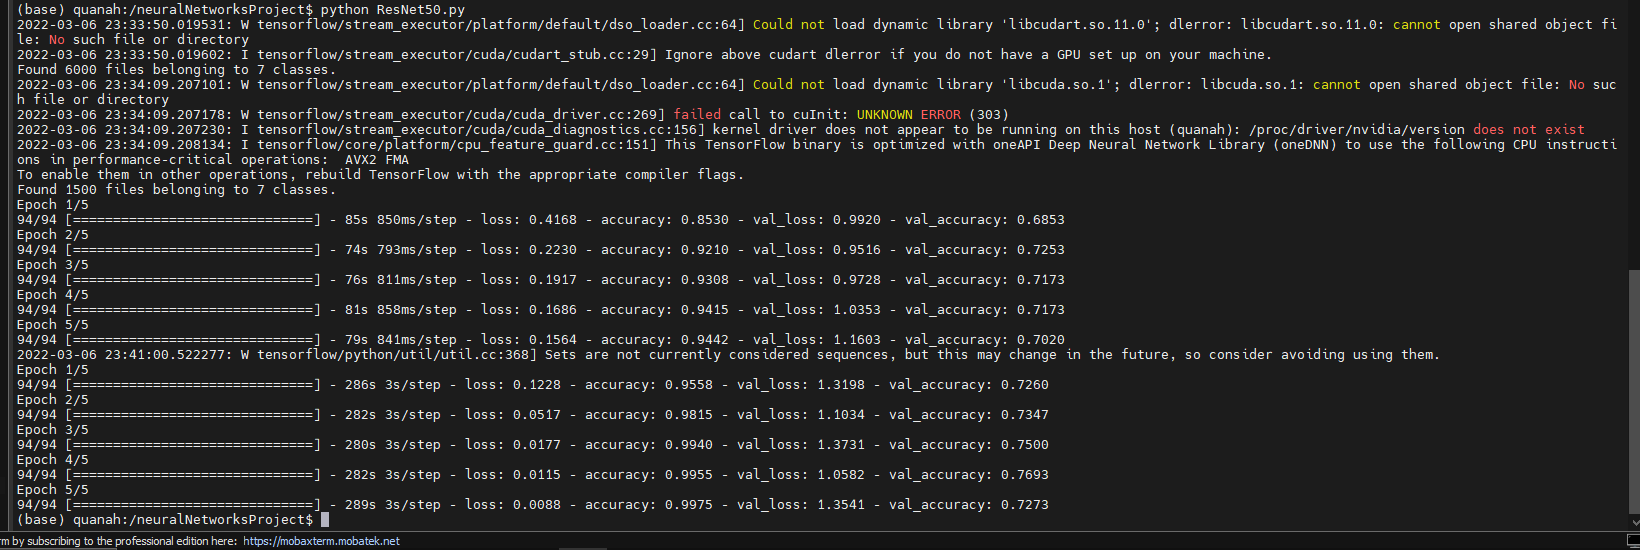 (base) quanah:/neuralNetworksProject$ python ResNet50.py
2022-03-06 23:33:50.019531: W tensorflow/stream_executor/platform/default/dso_loader.cc:64] Could not load dynamic library 'libcudart.so.11.0'; dlerror: libcudart.so.11.0: cannot open shared object fi
le: No such file or directory
2022-03-06 23:33:50.019602: I tensorflow/stream_executor/cuda/cudart_stub.cc:29] Ignore above cudart dlerror if you do not have a GPU set up on your machine.
Found 6000 files belonging to 7 classes.
2022-03-06 23:34:09.207101: W tensorflow/stream_executor/platform/default/dso_loader.cc:64] Could not load dynamic library 'libcuda.so.1'; dlerror: libcuda.so.1: cannot open shared object file: No suc
h file or directory
2022-03-06 23:34:09.207178: W tensorflow/stream_executor/cuda/cuda_driver.cc:269] failed call to cuInit: UNKNOWN ERROR (303)
2022-03-06 23:34:09.207230: I tensorflow/stream_executor/cuda/cuda_diagnostics.cc:156] kernel driver does not appear to be running on this host (quanah): /proc/driver/nvidia/version does not exist
2022-03-06 23:34:09.208134: I tensorflow/core/platform/cpu_feature_guard.cc:151] This TensorFlow binary is optimized with oneAPI Deep Neural Network Library (oneDNN) to use the following CPU instructi
ons in performance-critical operations:  AVX2 FMA
To enable them in other operations, rebuild TensorFlow with the appropriate compiler flags.
Found 1500 files belonging to 7 classes.
Epoch 1/5
94/94 [==============================] - 85s 850ms/step - loss: 0.4168 - accuracy: 0.8530 - val_loss: 0.9920 - val_accuracy: 0.6853
Epoch 2/5
94/94 [==============================] - 74s 793ms/step - loss: 0.2230 - accuracy: 0.9210 - val_loss: 0.9516 - val_accuracy: 0.7253
Epoch 3/5
94/94 [==============================] - 76s 811ms/step - loss: 0.1917 - accuracy: 0.9308 - val_loss: 0.9728 - val_accuracy: 0.7173
Epoch 4/5
94/94 [==============================] - 81s 858ms/step - loss: 0.1686 - accuracy: 0.9415 - val_loss: 1.0353 - val_accuracy: 0.7173
Epoch 5/5
94/94 [==============================] - 79s 841ms/step - loss: 0.1564 - accuracy: 0.9442 - val_loss: 1.1603 - val_accuracy: 0.7020
2022-03-06 23:41:00.522277: W tensorflow/python/util/util.cc:368] Sets are not currently considered sequences, but this may change in the future, so consider avoiding using them.
Epoch 1/5
94/94 [==============================] - 286s 3s/step - loss: 0.1228 - accuracy: 0.9558 - val_loss: 1.3198 - val_accuracy: 0.7260
Epoch 2/5
94/94 [==============================] - 282s 3s/step - loss: 0.0517 - accuracy: 0.9815 - val_loss: 1.1034 - val_accuracy: 0.7347
Epoch 3/5
94/94 [==============================] - 280s 3s/step - loss: 0.0177 - accuracy: 0.9940 - val_loss: 1.3731 - val_accuracy: 0.7500
Epoch 4/5
94/94 [==============================] - 282s 3s/step - loss: 0.0115 - accuracy: 0.9955 - val_loss: 1.0582 - val_accuracy: 0.7693
Epoch 5/5
94/94 [==============================] - 289s 3s/step - loss: 0.0088 - accuracy: 0.9975 - val_loss: 1.3541 - val_accuracy: 0.7273
(base) quanah:/neuralNetworksProject$
rm by subscribing to the professional edition here: https://mobaxterm.mobatek.net